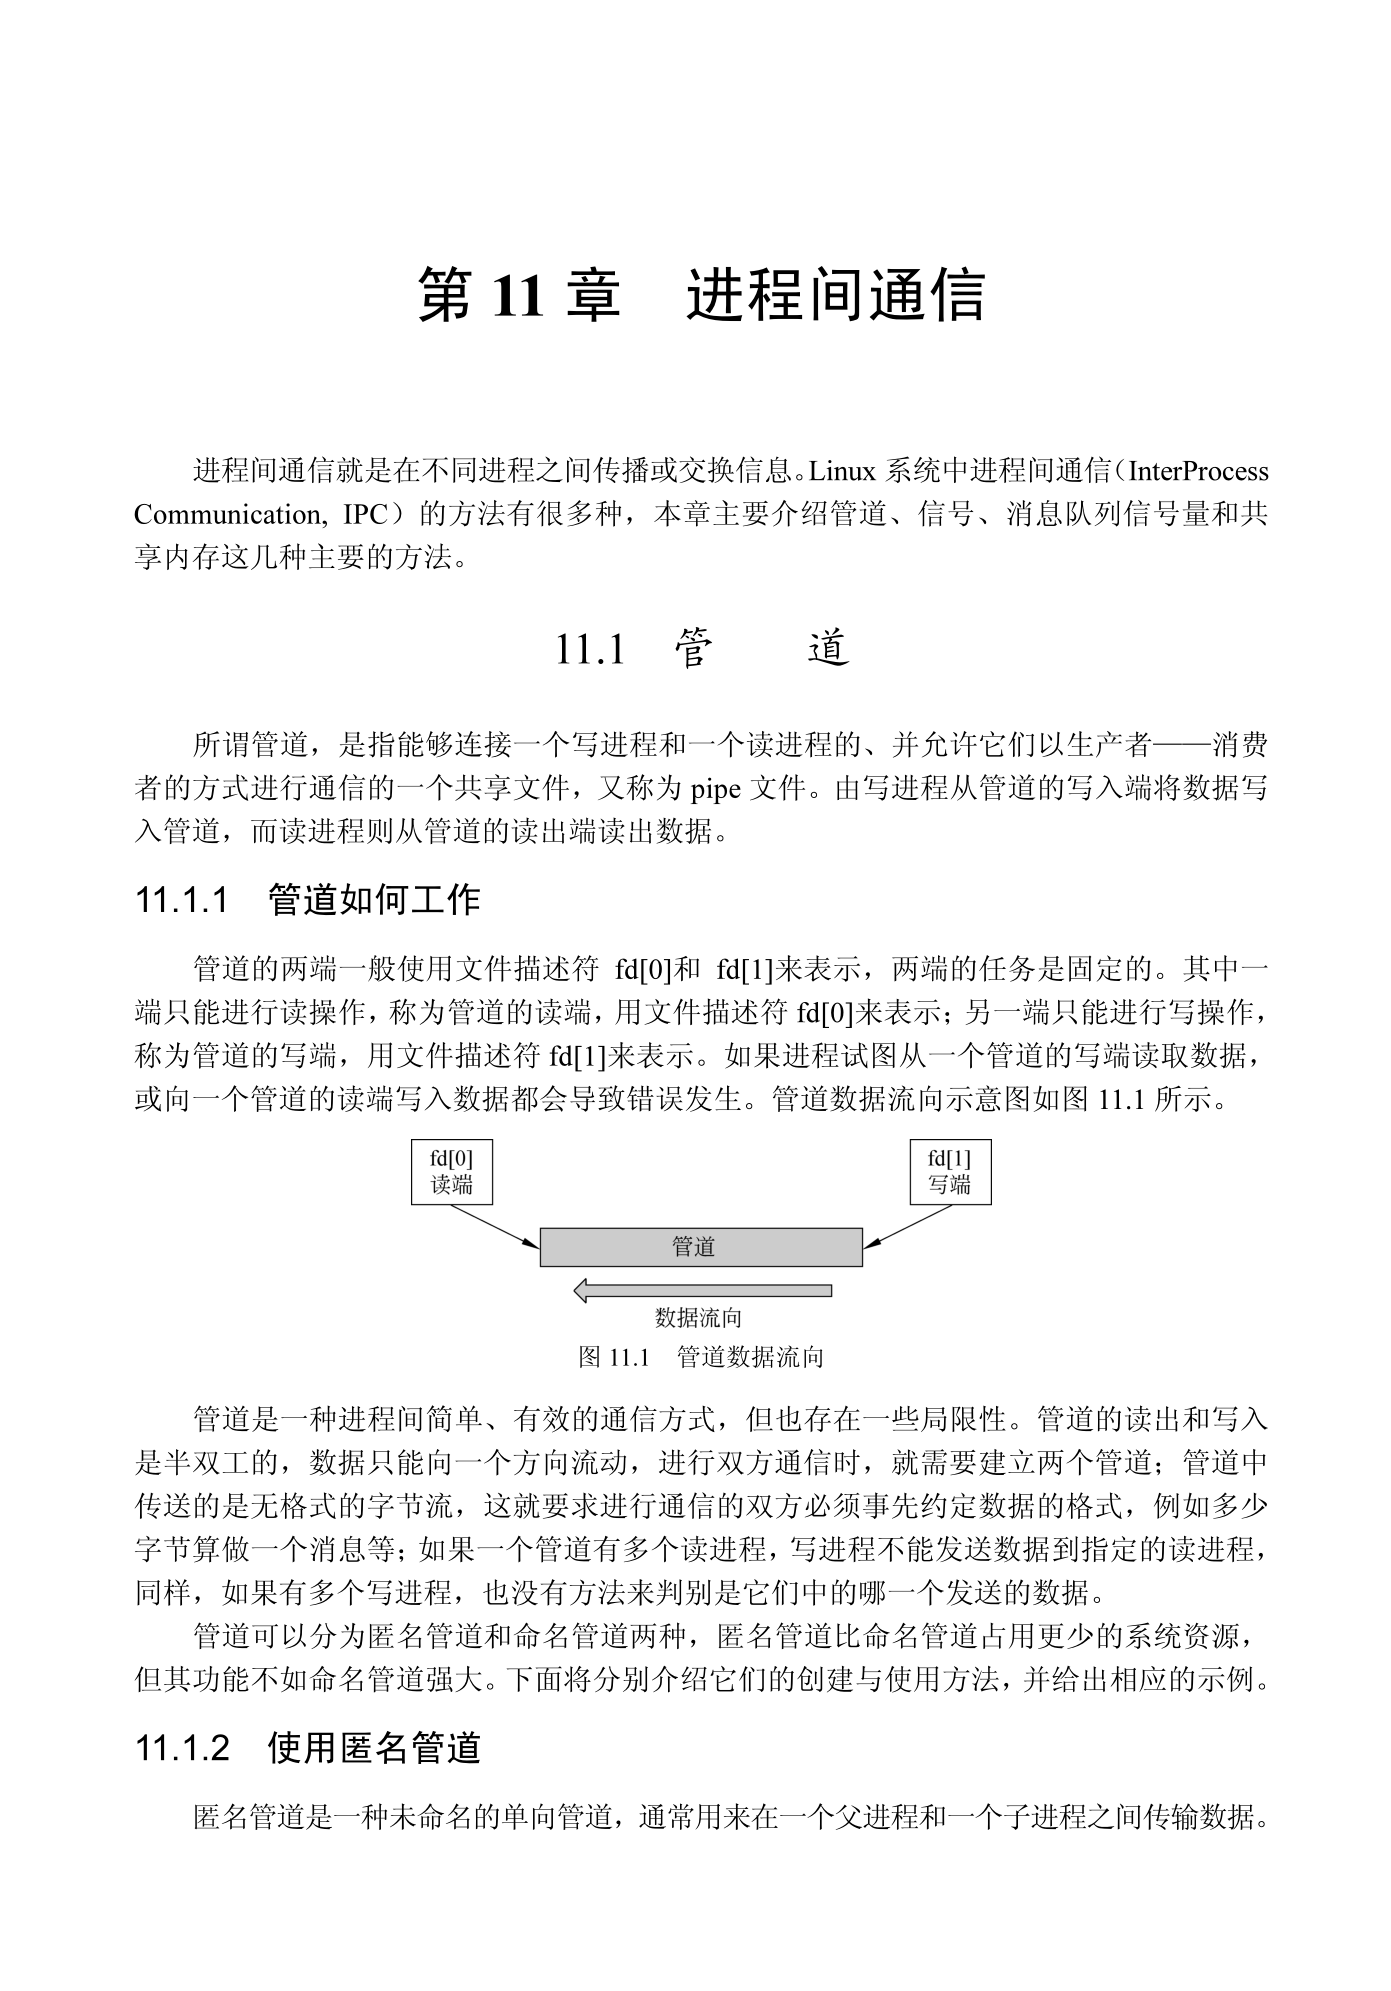 第 11 章　进程间通信
进程间通信就是在不同进程之间传播或交换信息。Linux 系统中进程间通信（InterProcess
Communication, IPC）的方法有很多种，本章主要介绍管道、信号、消息队列信号量和共
享内存这几种主要的方法。
11.1　管　　道
所谓管道，是指能够连接一个写进程和一个读进程的、并允许它们以生产者——消费
者的方式进行通信的一个共享文件，又称为 pipe 文件。由写进程从管道的写入端将数据写
入管道，而读进程则从管道的读出端读出数据。
11.1.1　管道如何工作
管道的两端一般使用文件描述符 fd[0]和 fd[1]来表示，两端的任务是固定的。其中一
端只能进行读操作，称为管道的读端，用文件描述符 fd[0]来表示；另一端只能进行写操作，
称为管道的写端，用文件描述符 fd[1]来表示。如果进程试图从一个管道的写端读取数据，
或向一个管道的读端写入数据都会导致错误发生。管道数据流向示意图如图 11.1 所示。
fd[0]
读端
fd[1]
写端
管道
数据流向
图 11.1　管道数据流向
管道是一种进程间简单、有效的通信方式，但也存在一些局限性。管道的读出和写入
是半双工的，数据只能向一个方向流动，进行双方通信时，就需要建立两个管道；管道中
传送的是无格式的字节流，这就要求进行通信的双方必须事先约定数据的格式，例如多少
字节算做一个消息等；如果一个管道有多个读进程，写进程不能发送数据到指定的读进程，
同样，如果有多个写进程，也没有方法来判别是它们中的哪一个发送的数据。
管道可以分为匿名管道和命名管道两种，匿名管道比命名管道占用更少的系统资源，
但其功能不如命名管道强大。下面将分别介绍它们的创建与使用方法，并给出相应的示例。
11.1.2　使用匿名管道
匿名管道是一种未命名的单向管道，通常用来在一个父进程和一个子进程之间传输数据。